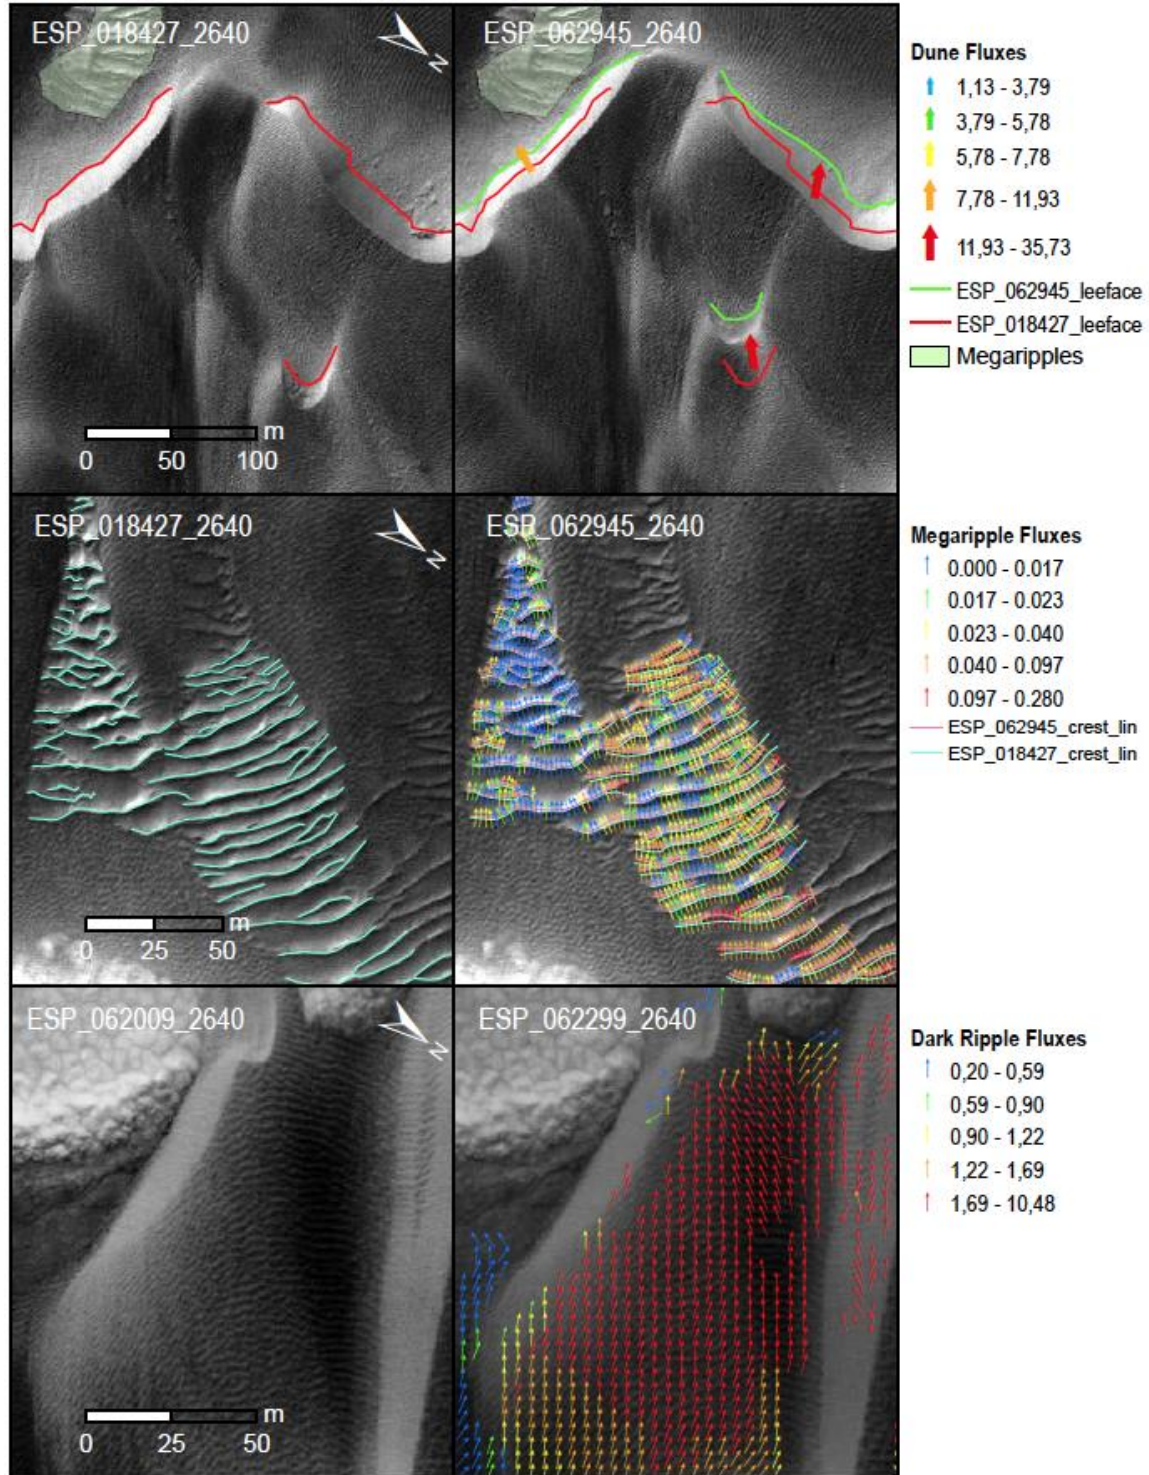 ESP_018427_2640
N
ESP_062945_2640
0 50 100 m
Dune Fluxes
1,13 - 3,79
3,79 - 5,78
5,78 - 7,78
7,78 - 11,93
11,93 - 35,73
ESP_062945_leeface
ESP_018427_leeface
Megaripples
ESP_018427_2640
N
ESP_062945_2640
0 25 50 m
Megaripple Fluxes
0.000 - 0.017
0.017 - 0.023
0.023 - 0.040
0.040 - 0.097
0.097 - 0.280
ESP_062945_crest_lin
ESP_018427_crest_lin
ESP_062009_2640
N
ESP_062299_2640
0 25 50 m
Dark Ripple Fluxes
0,20 - 0,59
0,59 - 0,90
0,90 - 1,22
1,22 - 1,69
1,69 - 10,48